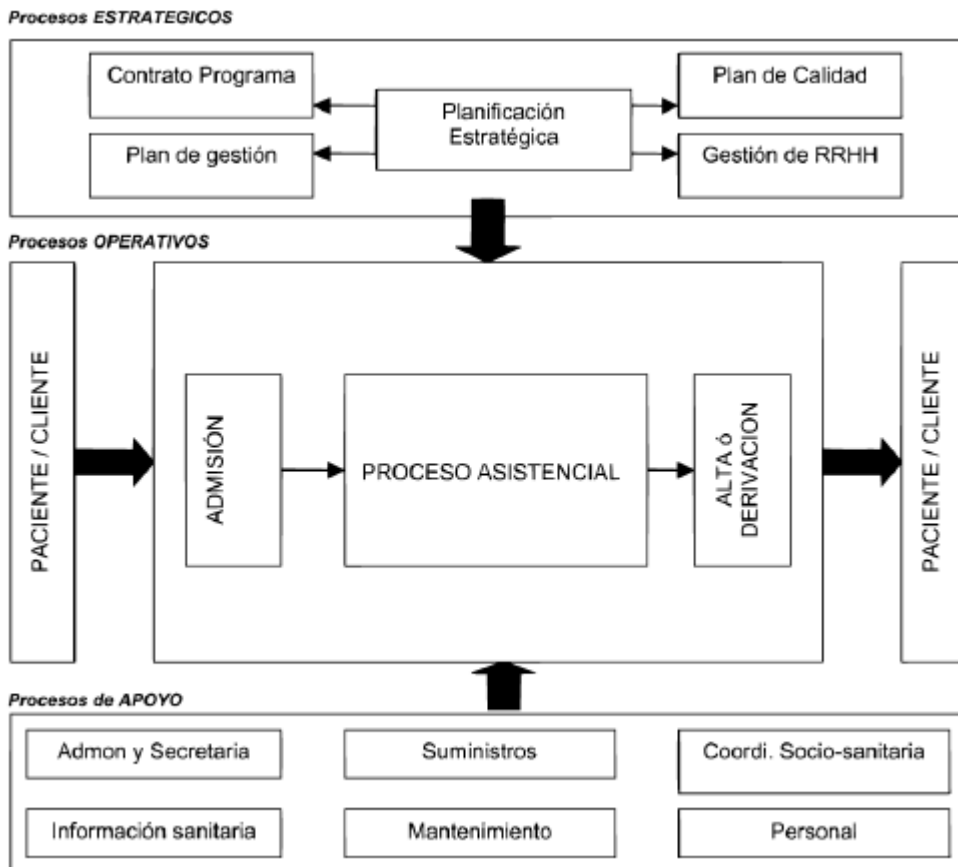 Procesos ESTRATEGICOS
Contrato Programa
Planificación
Estratégica
Plan de Calidad
Plan de gestión
Gestión de RRHH
Procesos OPERATIVOS
PACIENTE / CLIENTE
ADMISIÓN
PROCESO ASISTENCIAL
ALTA ó
DERIVACION
PACIENTE / CLIENTE
Procesos de APOYO
Admon y Secretaria
Suministros
Coordi. Socio-sanitaria
Información sanitaria
Mantenimiento
Personal